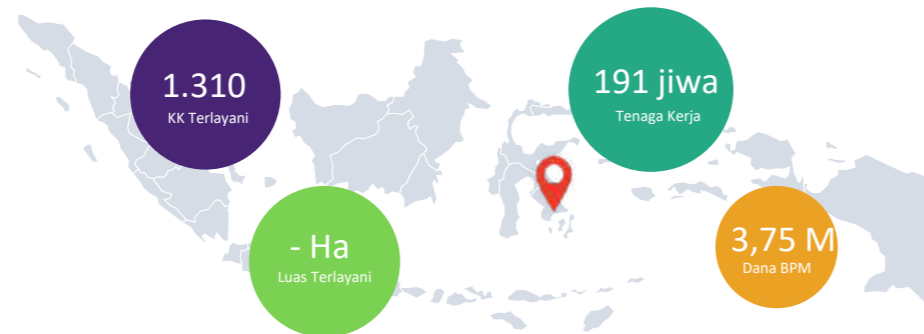 1.310
KK Terlayani
191 jiwa
Tenaga Kerja
- Ha
Luas Terlayani
3,75 M
Dana BPM